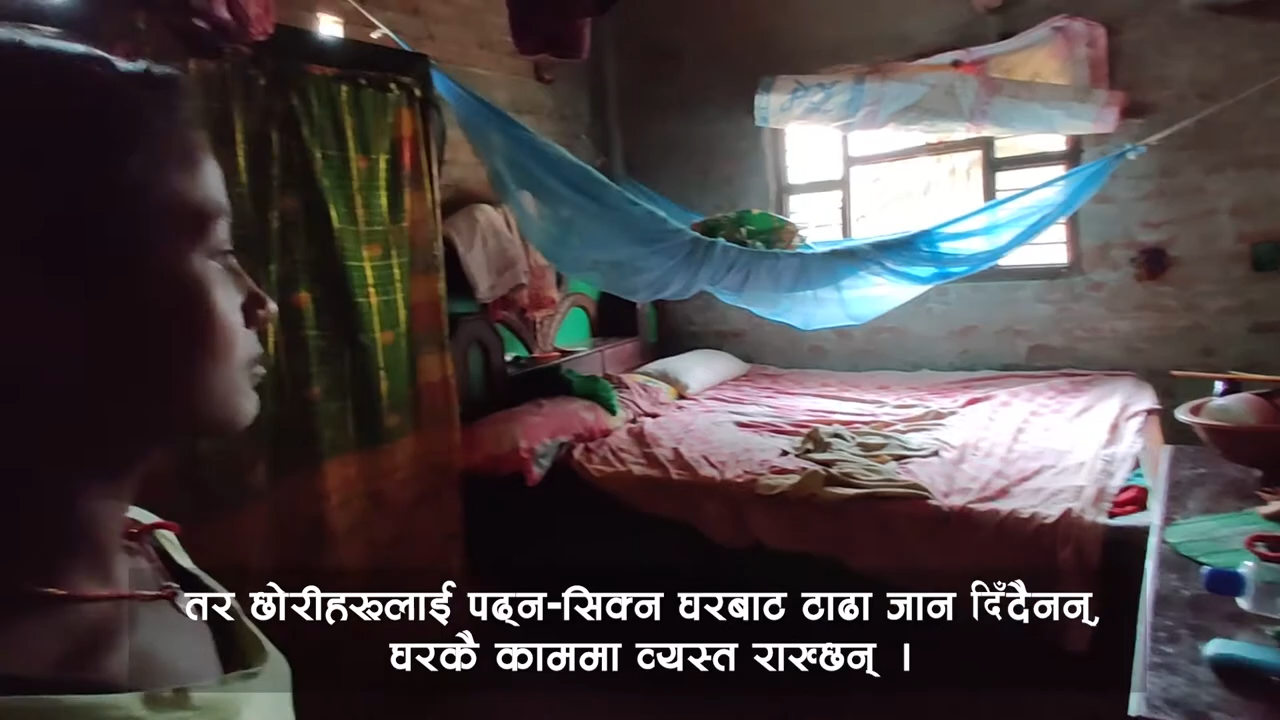 तर छोरीहरूलाई पढ्न-सिक्न घरबाट टाढा जान दिँदैनन्,
घरकै काममा व्यस्त राख्छन् ।